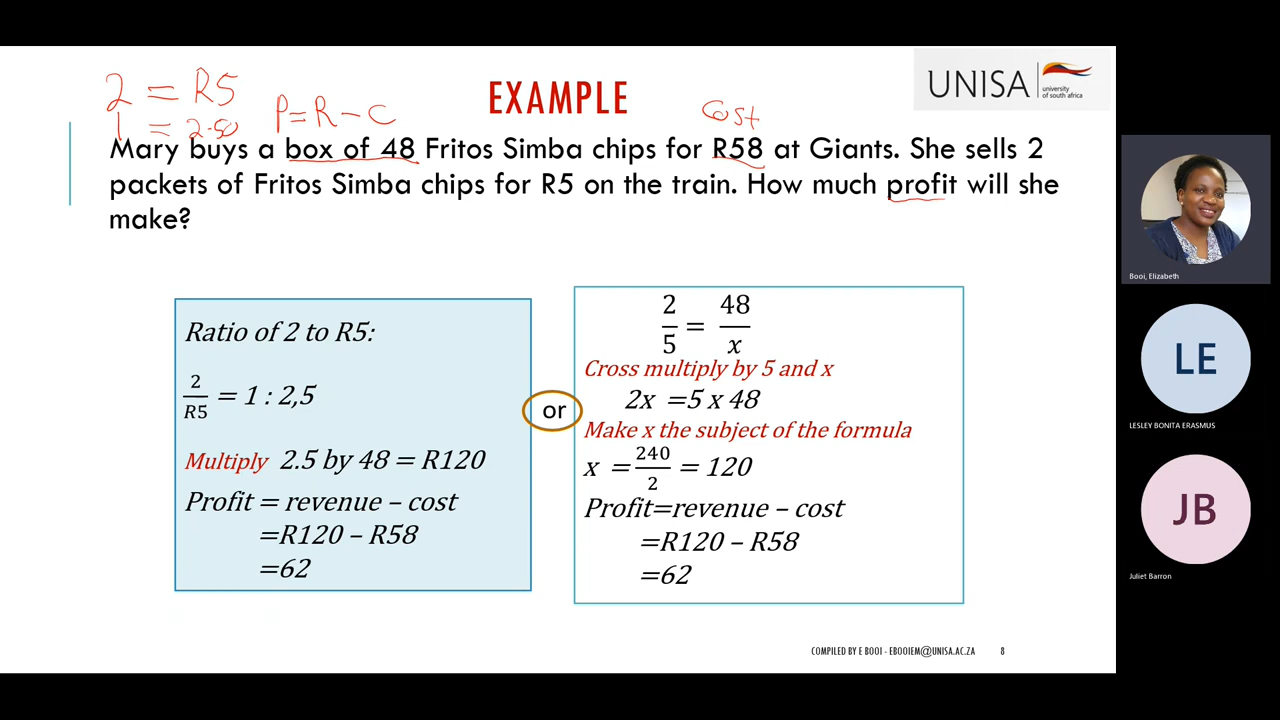 2 = R5
1 = 2.50
P = R - C
EXAMPLE
cost
UNISA
university
of south africa
Mary buys a box of 48 Fritos Simba chips for R58 at Giants. She sells 2
packets of Fritos Simba chips for R5 on the train. How much profit will she
make?
Ratio of 2 to R5:
2/R5 = 1 : 2,5
Multiply 2.5 by 48 = R120
Profit = revenue – cost
=R120 – R58
=62
or
2/5 = 48/x
Cross multiply by 5 and x
2x =5 x 48
Make x the subject of the formula
x = 240/2 = 120
Profit=revenue – cost
=R120 – R58
=62
COMPILED BY E BOOI - EBOOIEM@UNISA.AC.ZA 8
Booi, Elizabeth
LE
LESLEY BONITA ERASMUS
JB
Juliet Barron